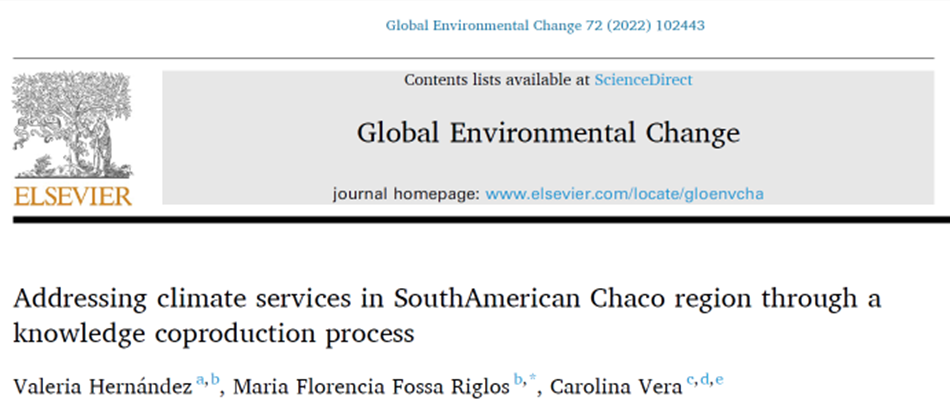 Global Environmental Change 72 (2022) 102443
Contents lists available at ScienceDirect
Global Environmental Change
journal homepage: www.elsevier.com/locate/gloenvcha
ELSEVIER
Addressing climate services in SouthAmerican Chaco region through a
knowledge coproduction process
Valeria Hernández a,b, Maria Florencia Fossa Riglos b,*, Carolina Vera c,d,e